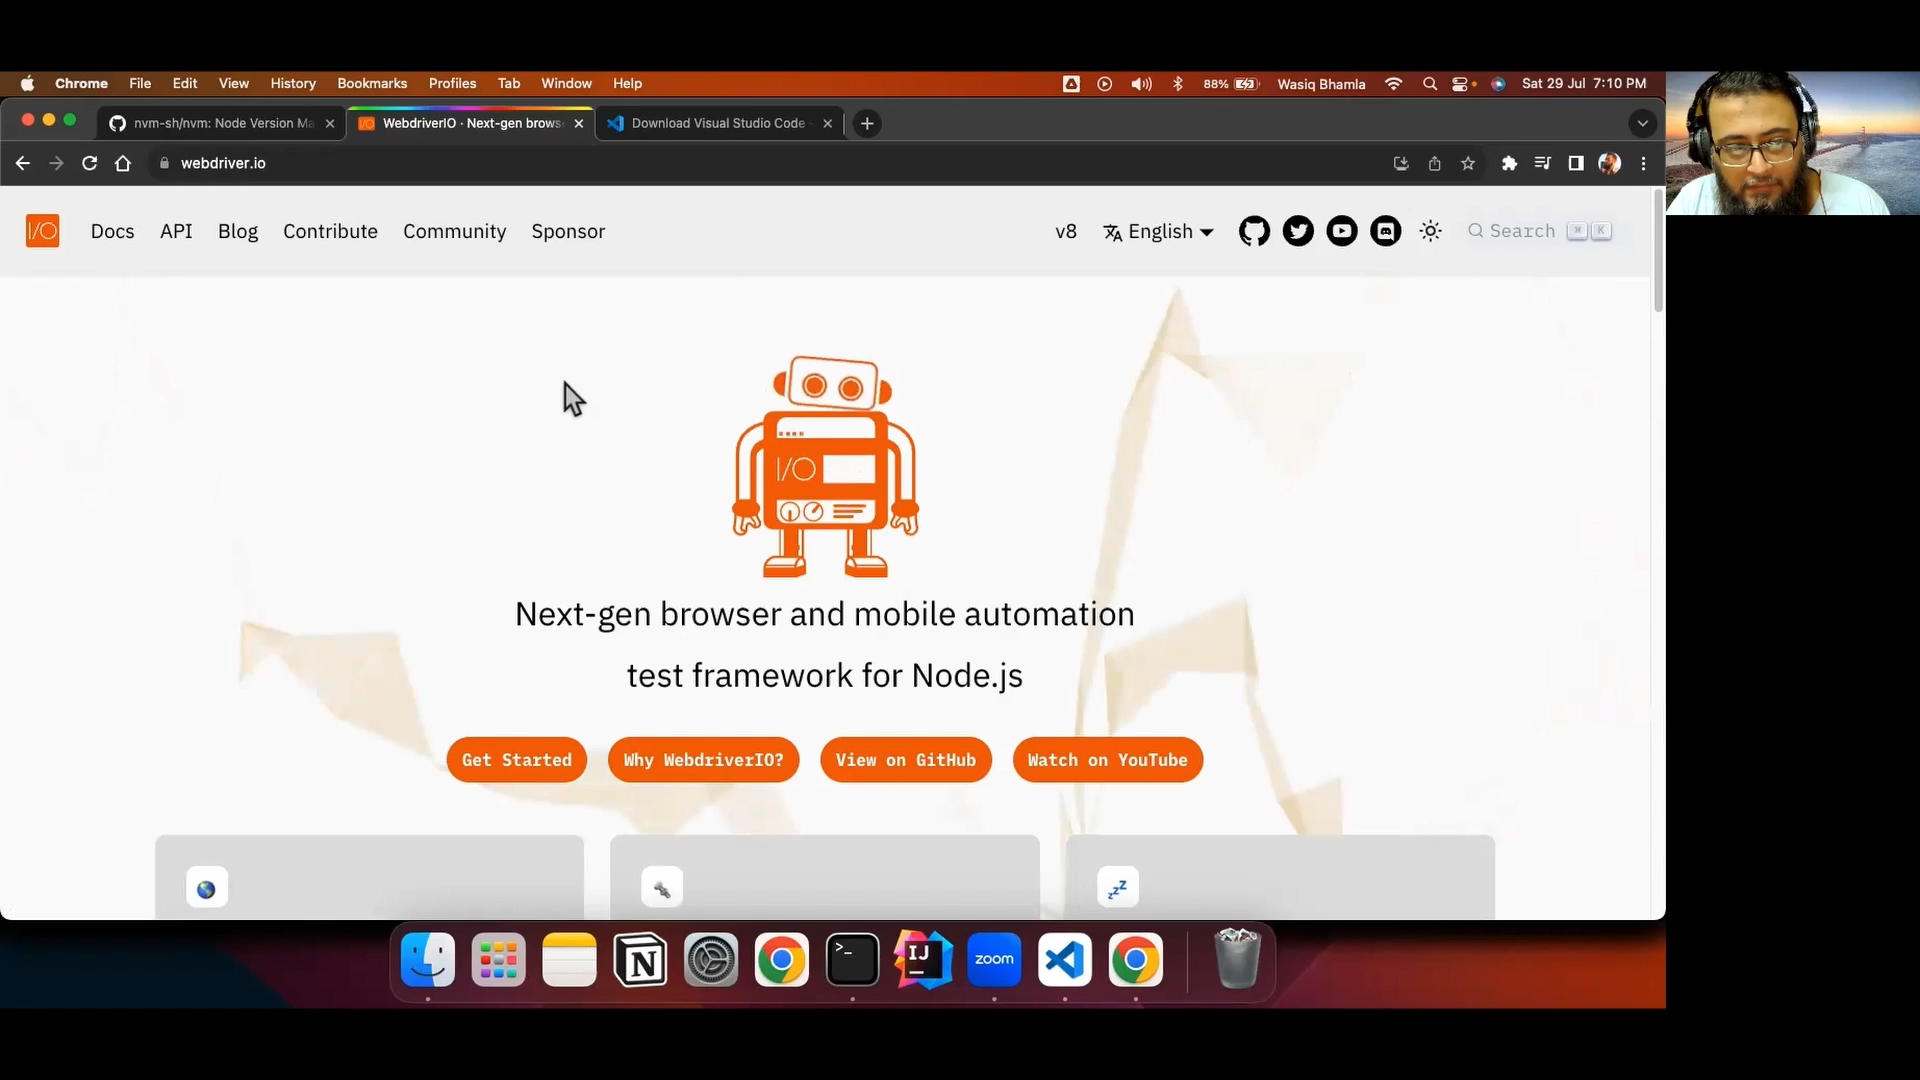 Chrome File Edit View History Bookmarks Profiles Tab Window Help 88% Wasiq Bhamla Sat 29 Jul 7:10 PM
nvm-sh/nvm: Node Version Ma WebdriverIO · Next-gen brows Download Visual Studio Code -
webdriver.io
I/O Docs API Blog Contribute Community Sponsor v8 English Search ⌘ K
I/O
Next-gen browser and mobile automation
test framework for Node.js
Get Started Why WebdriverIO? View on GitHub Watch on YouTube
zzZ
N >_ IJ zoom